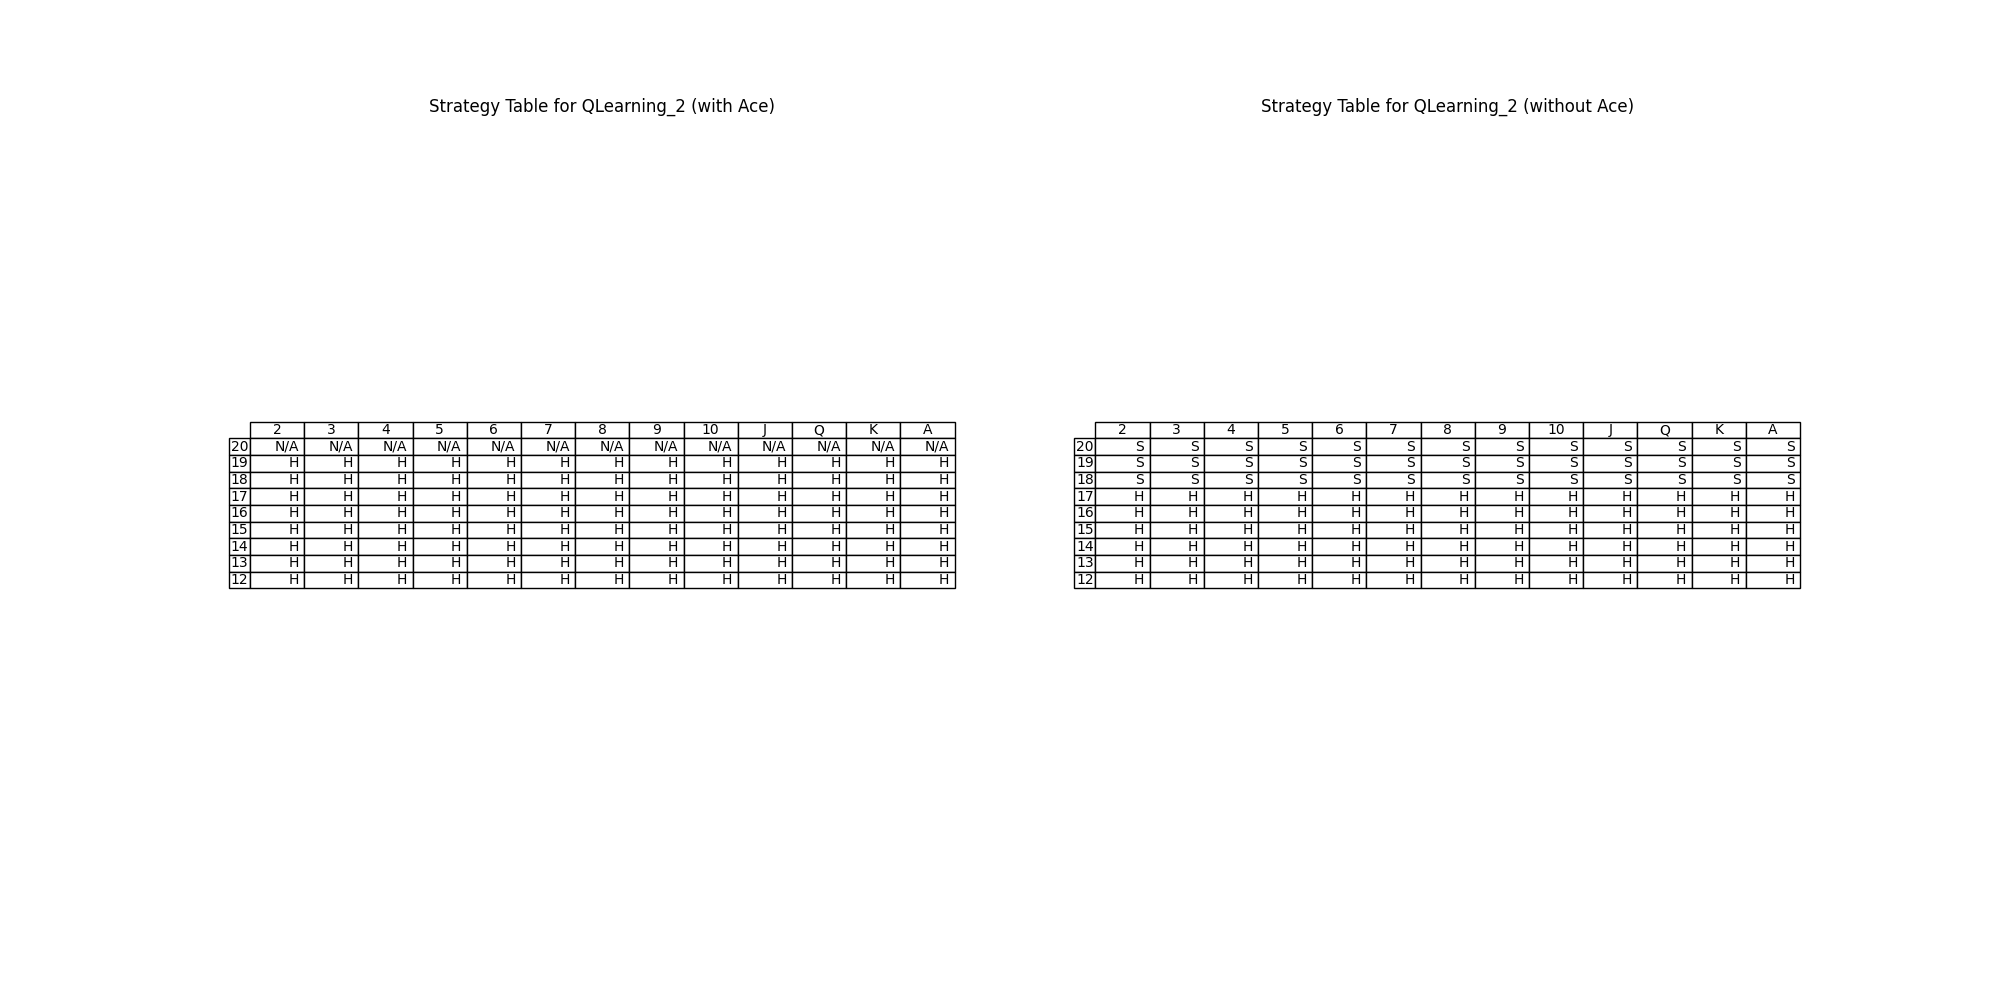 Strategy Table for QLearning_2 (with Ace)
2 3 4 5 6 7 8 9 10 J Q K A
20 N/A N/A N/A N/A N/A N/A N/A N/A N/A N/A N/A N/A N/A
19 H H H H H H H H H H H H H
18 H H H H H H H H H H H H H
17 H H H H H H H H H H H H H
16 H H H H H H H H H H H H H
15 H H H H H H H H H H H H H
14 H H H H H H H H H H H H H
13 H H H H H H H H H H H H H
12 H H H H H H H H H H H H H
Strategy Table for QLearning_2 (without Ace)
2 3 4 5 6 7 8 9 10 J Q K A
20 S S S S S S S S S S S S S
19 S S S S S S S S S S S S S
18 S S S S S S S S S S S S S
17 H H H H H H H H H H H H H
16 H H H H H H H H H H H H H
15 H H H H H H H H H H H H H
14 H H H H H H H H H H H H H
13 H H H H H H H H H H H H H
12 H H H H H H H H H H H H H